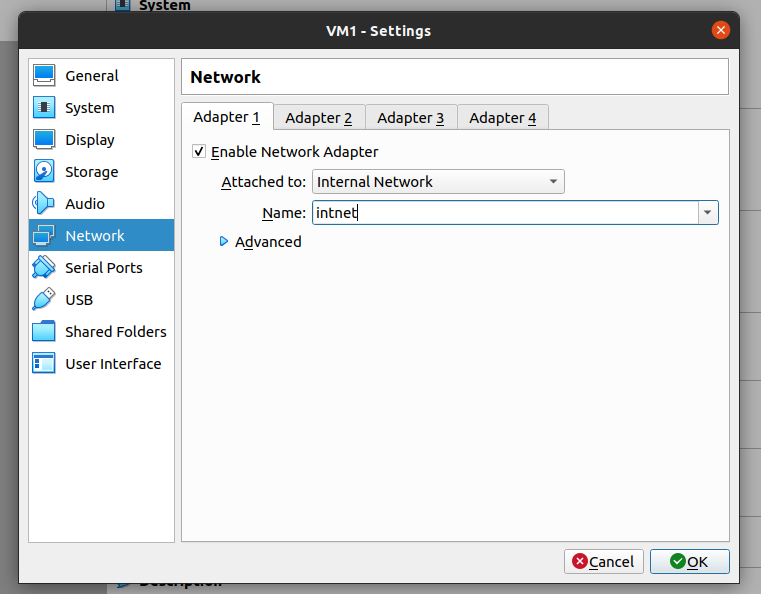 System
VM1 - Settings
General
System
Display
Storage
Audio
Network
Serial Ports
USB
Shared Folders
User Interface
Network
Adapter 1
Adapter 2
Adapter 3
Adapter 4
Enable Network Adapter
Attached to: Internal Network
Name: intnet
Advanced
Cancel
OK
Description